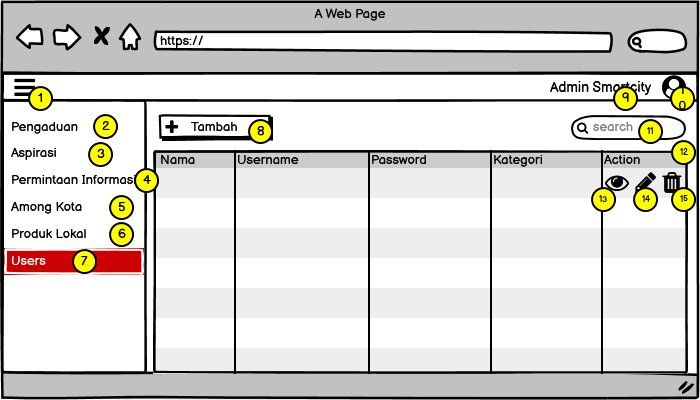 A Web Page
https://
1
Admin Smartcity
9
10
Pengaduan 2
Aspirasi 3
Permintaan Informasi 4
Among Kota 5
Produk Lokal 6
Users 7
Tambah 8
search 11
12
Nama Username Password Kategori Action
13 14 15